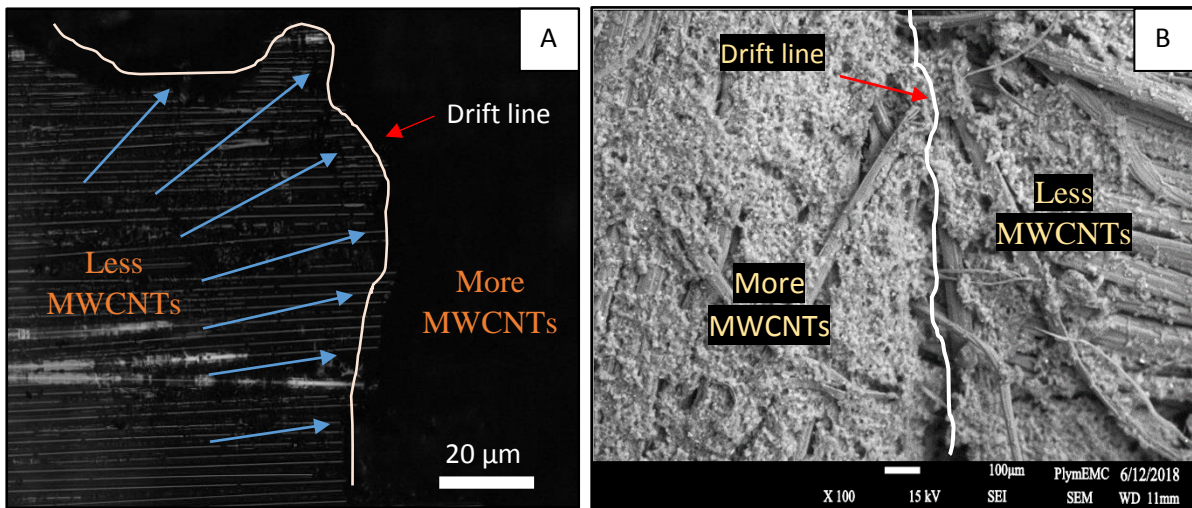 A
Drift line
Less
MWCNTs
More
MWCNTs
20 µm
B
Drift line
Less
MWCNTs
More
MWCNTs
100µm PlymEMC 6/12/2018
X 100 15 kV SEI SEM WD 11mm